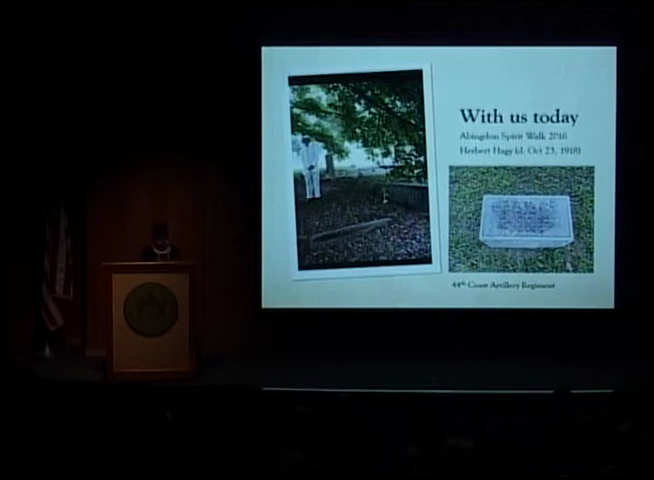 With us today
Abingdon Spirit Walk 2016
Herbert Hagy (d. Oct 23, 1918)
44th Coast Artillery Regiment